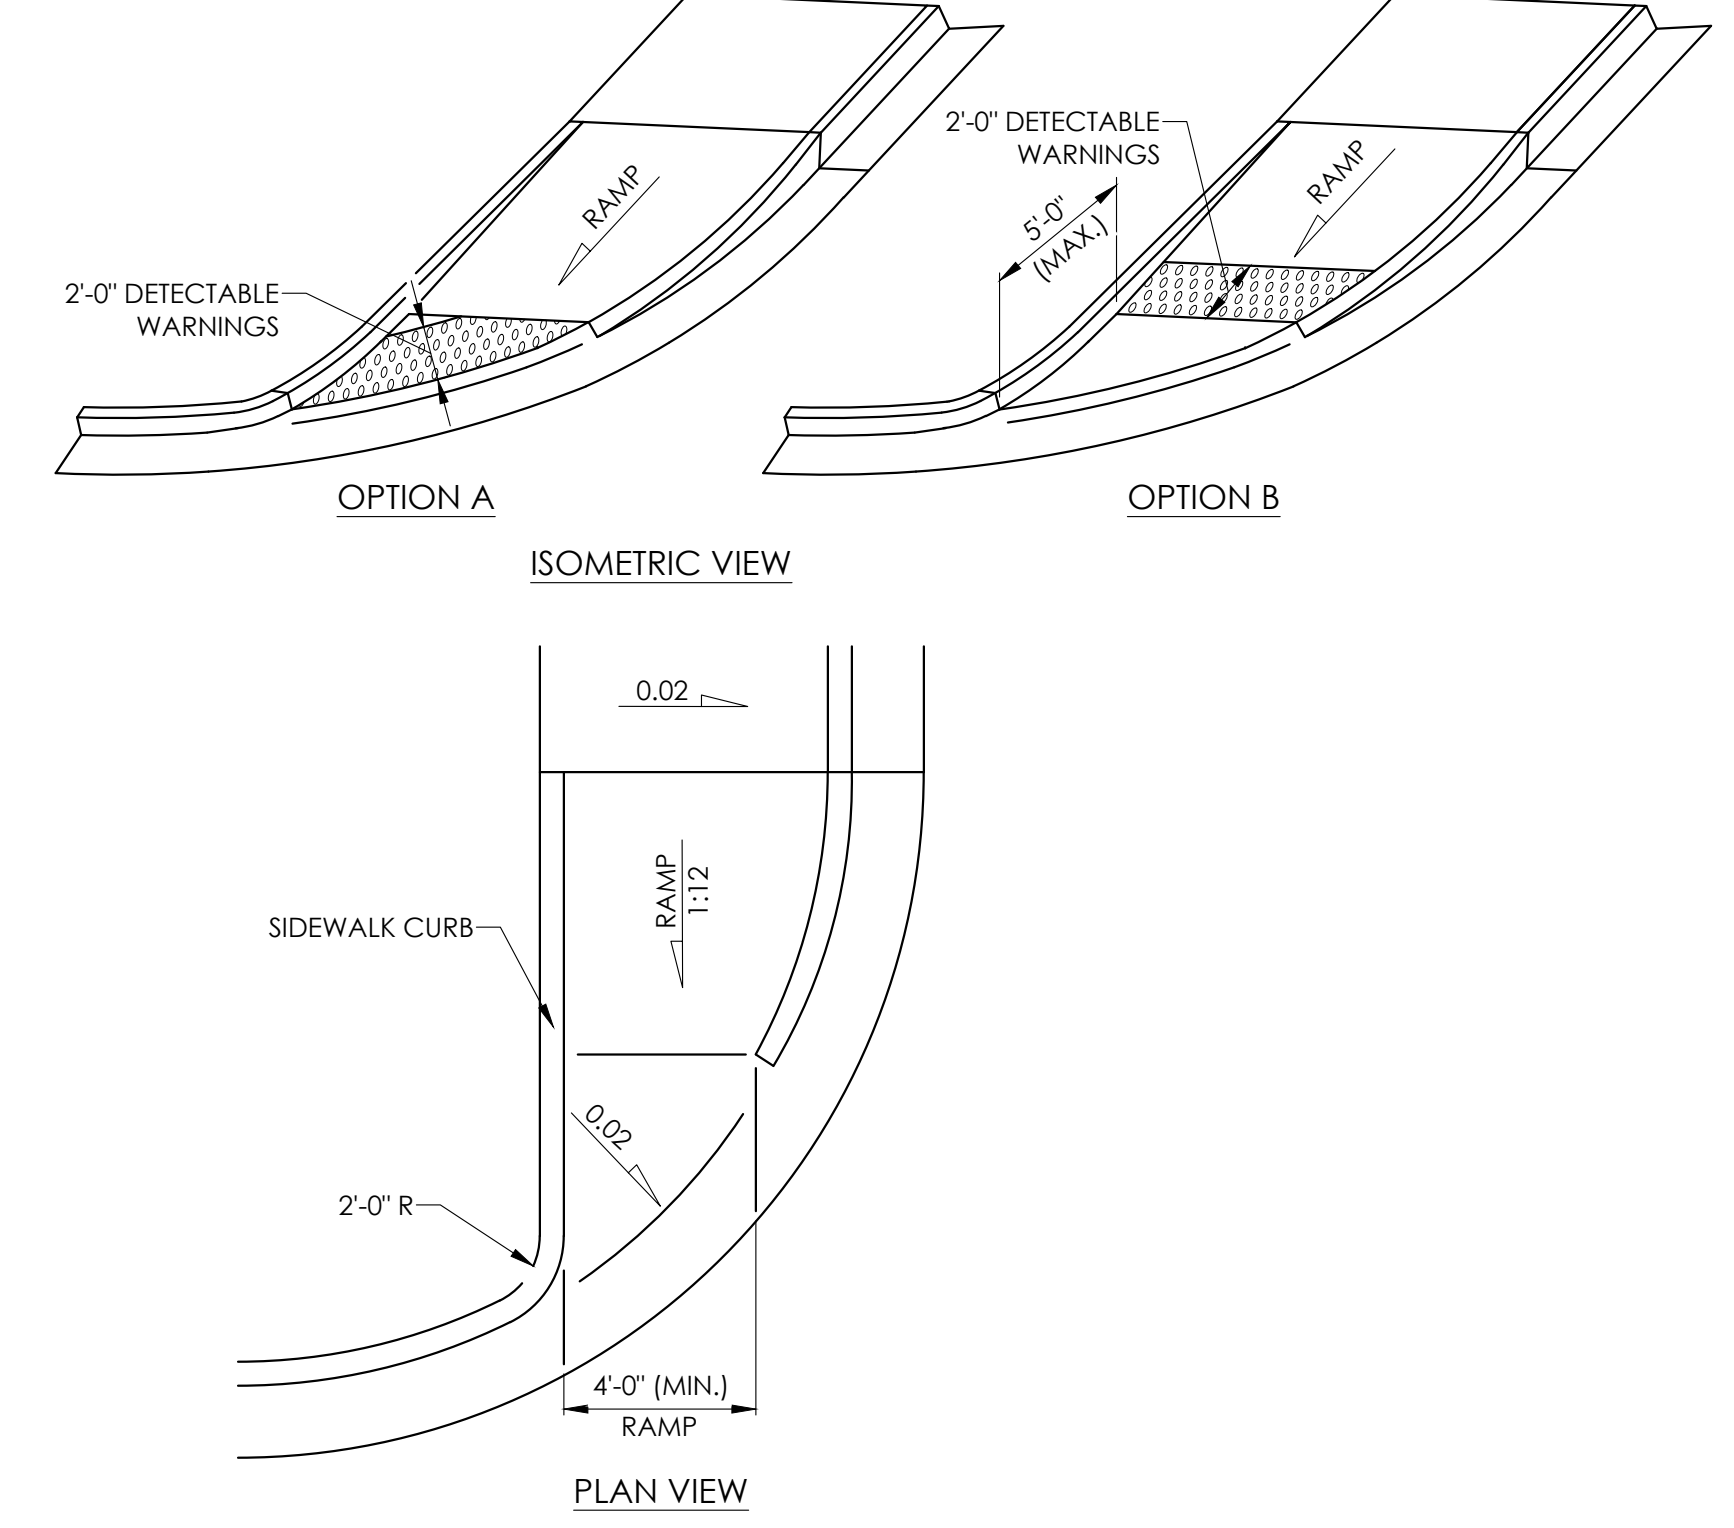 2'-0" DETECTABLE
WARNINGS
RAMP
OPTION A
2'-0" DETECTABLE
WARNINGS
5'-0"
(MAX.)
RAMP
OPTION B
ISOMETRIC VIEW
0.02
RAMP
1:12
SIDEWALK CURB
0.02
2'-0" R
4'-0" (MIN.)
RAMP
PLAN VIEW